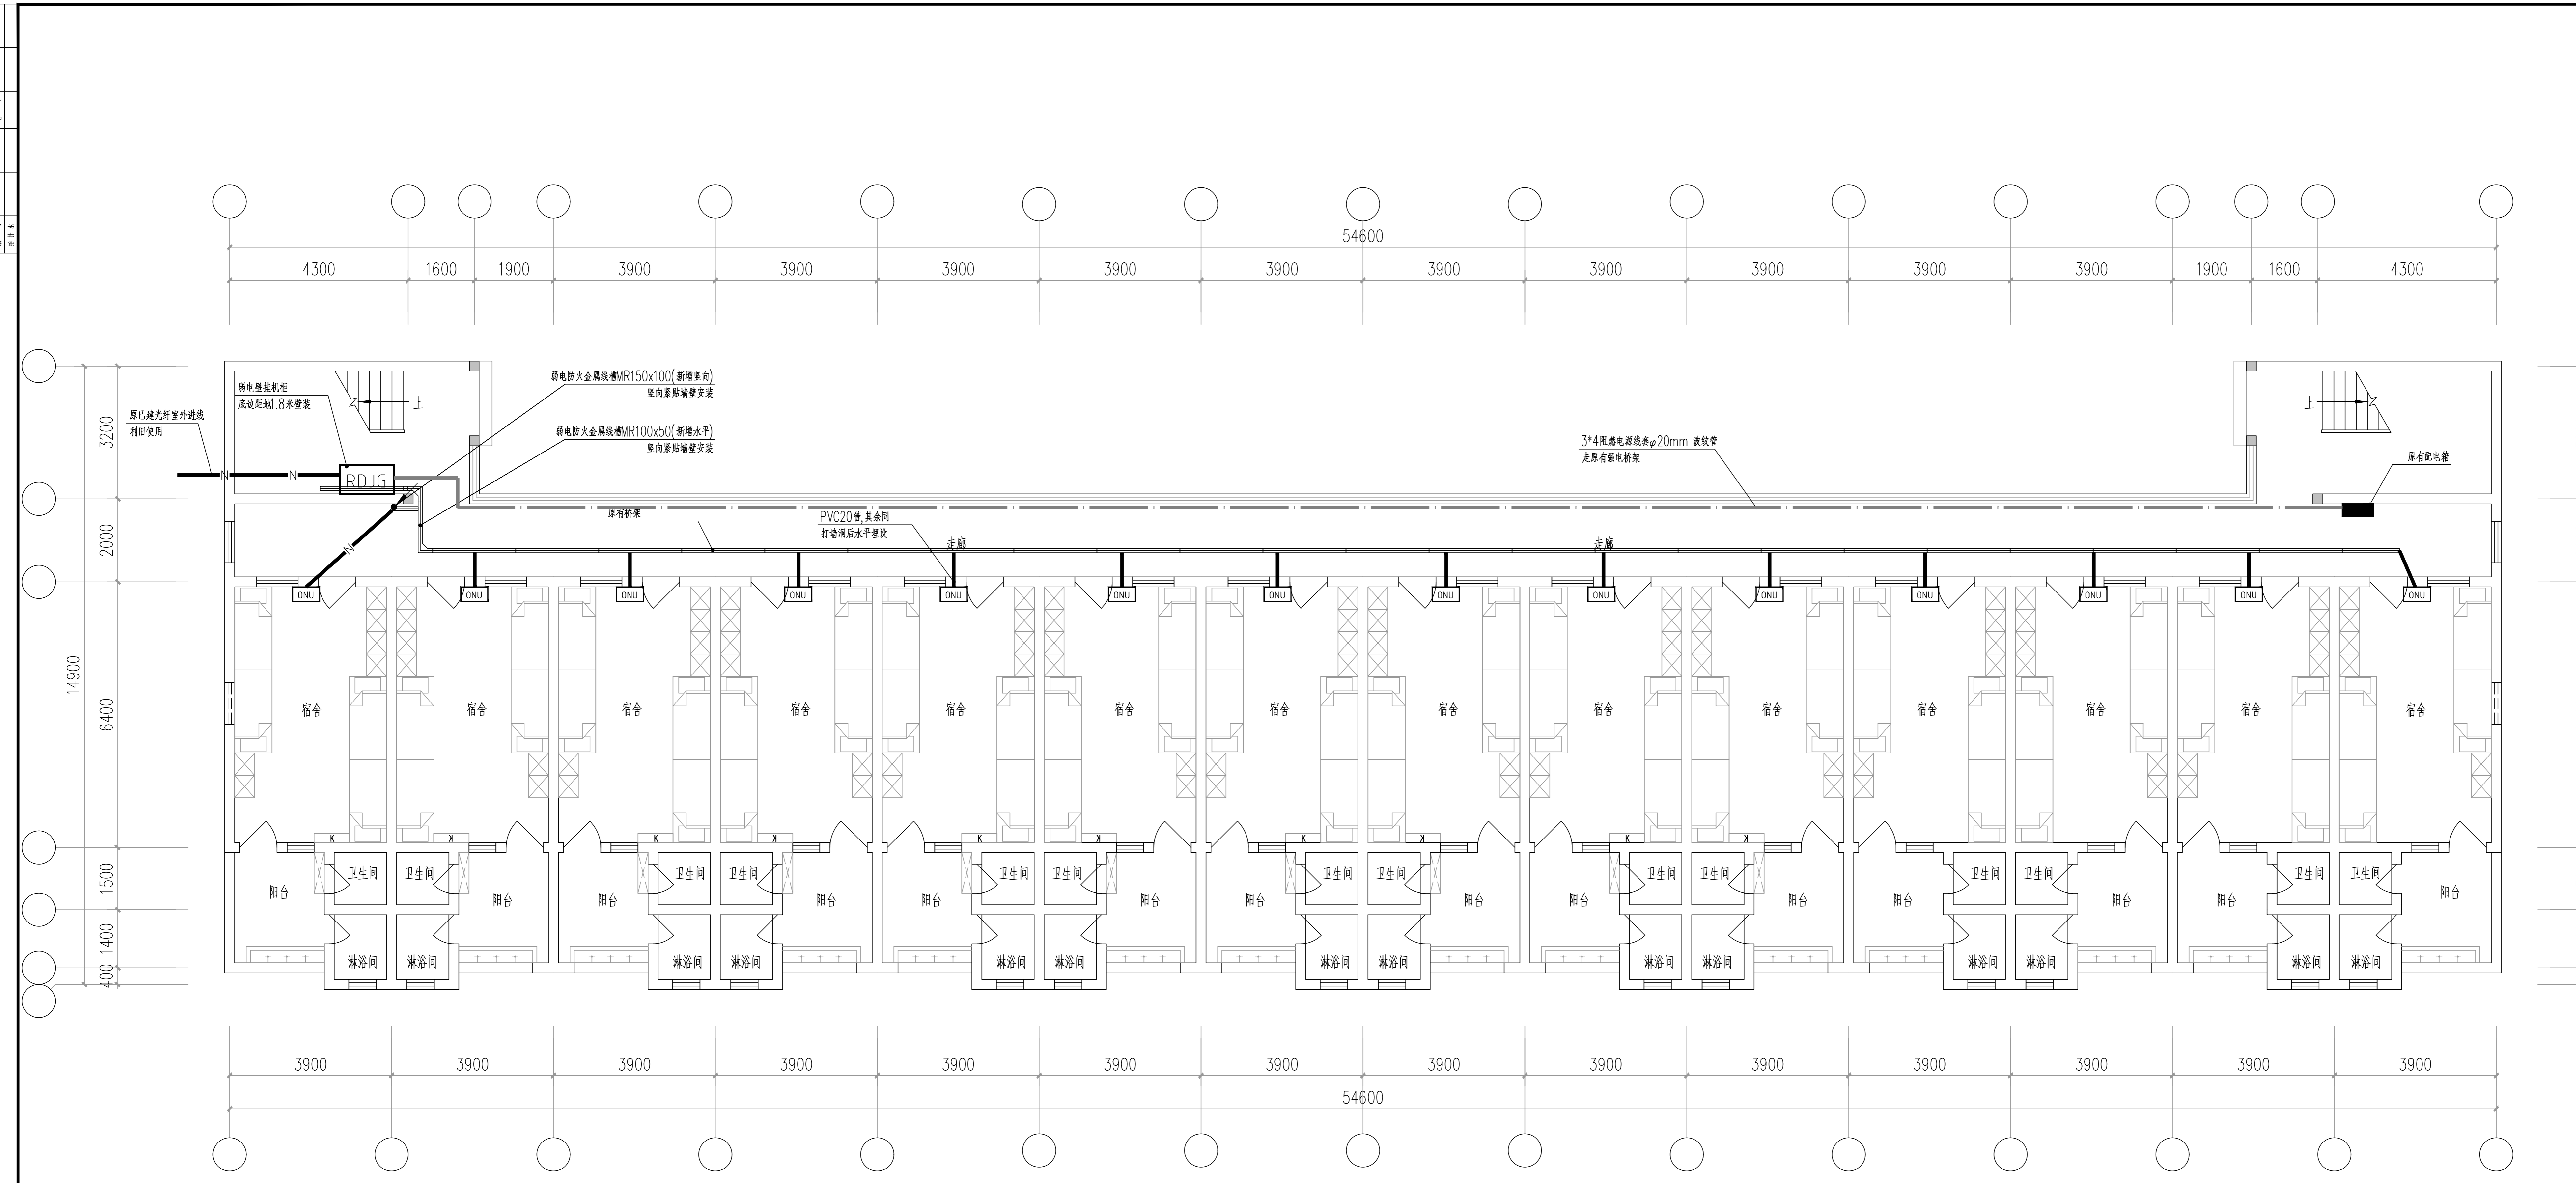 给排水
54600
4300 1600 1900 3900 3900 3900 3900 3900 3900 3900 3900 3900 3900 1900 1600 4300
弱电防火金属线槽MR150x100(新增竖向)
竖向紧贴墙壁安装
弱电壁挂机柜
底边距地1.8米壁装
上
上
原已建光纤室外进线
利旧使用
弱电防火金属线槽MR100x50(新增水平)
竖向紧贴墙壁安装
3*4阻燃电源线套φ20mm 波纹管
走原有强电桥架
原有配电箱
3200
N N RDJG
原有桥架
PVC20管,其余同
打墙洞后水平埋设
2000
N
走廊 走廊
ONU ONU ONU ONU ONU ONU ONU ONU ONU ONU ONU ONU ONU ONU
14900
6400
宿舍 宿舍 宿舍 宿舍 宿舍 宿舍 宿舍 宿舍 宿舍 宿舍 宿舍 宿舍 宿舍 宿舍
K K K K K K K K K K
1500
卫生间 卫生间 卫生间 卫生间 卫生间 卫生间 卫生间 卫生间 卫生间 卫生间 卫生间 卫生间 卫生间 卫生间
阳台 阳台 阳台 阳台 阳台 阳台 阳台 阳台 阳台 阳台 阳台 阳台 阳台 阳台
1400
淋浴间 淋浴间 淋浴间 淋浴间 淋浴间 淋浴间 淋浴间 淋浴间 淋浴间 淋浴间 淋浴间 淋浴间 淋浴间 淋浴间
400
3900 3900 3900 3900 3900 3900 3900 3900 3900 3900 3900 3900 3900 3900
54600